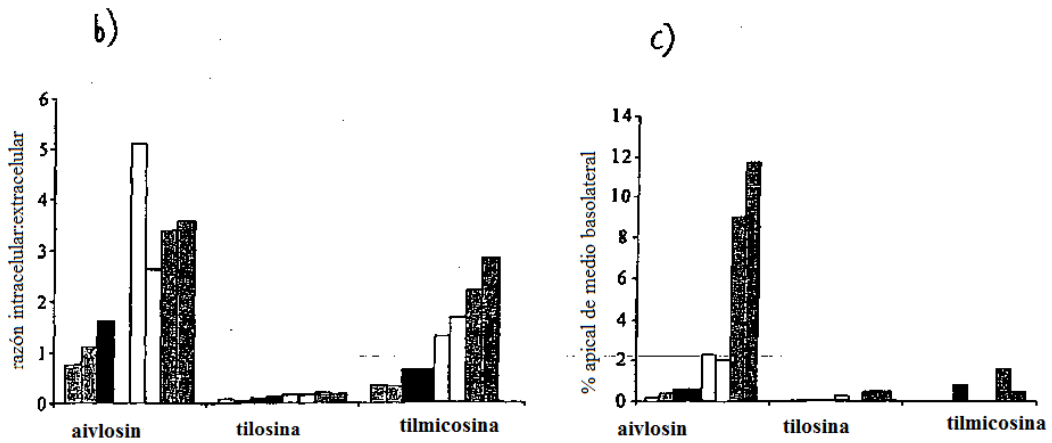 b)
razón intracelular:extracelular
6
5
4
3
2
1
0
aivlosin tilosina tilmicosina
c)
% apical de medio basolateral
14
12
10
8
6
4
2
0
aivlosin tilosina tilmicosina